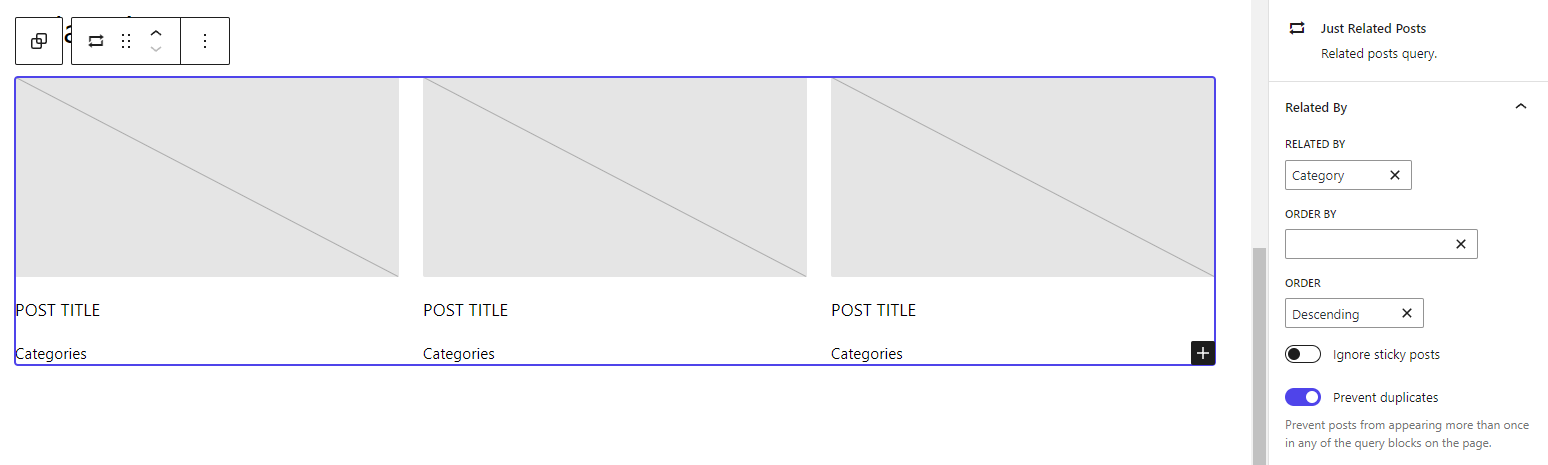 POST TITLE
POST TITLE
POST TITLE
Categories
Categories
Categories
Just Related Posts
Related posts query.
Related By
RELATED BY
Category
ORDER BY
ORDER
Descending
Ignore sticky posts
Prevent duplicates
Prevent posts from appearing more than once
in any of the query blocks on the page.